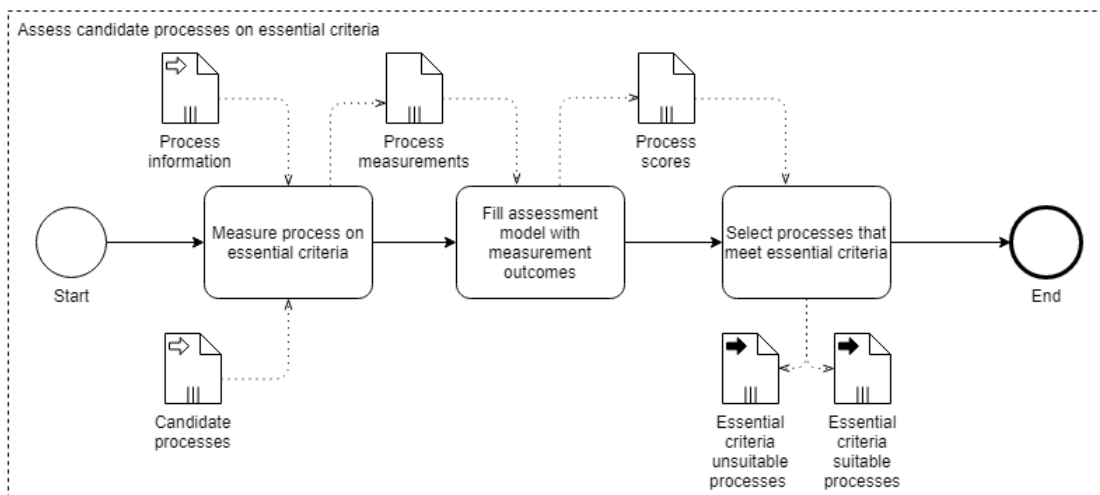 Assess candidate processes on essential criteria
Process
information
Process
measurements
Process
scores
Measure process on
essential criteria
Fill assessment
model with
measurement
outcomes
Select processes that
meet essential criteria
Start
End
Candidate
processes
Essential
criteria
unsuitable
processes
Essential
criteria
suitable
processes